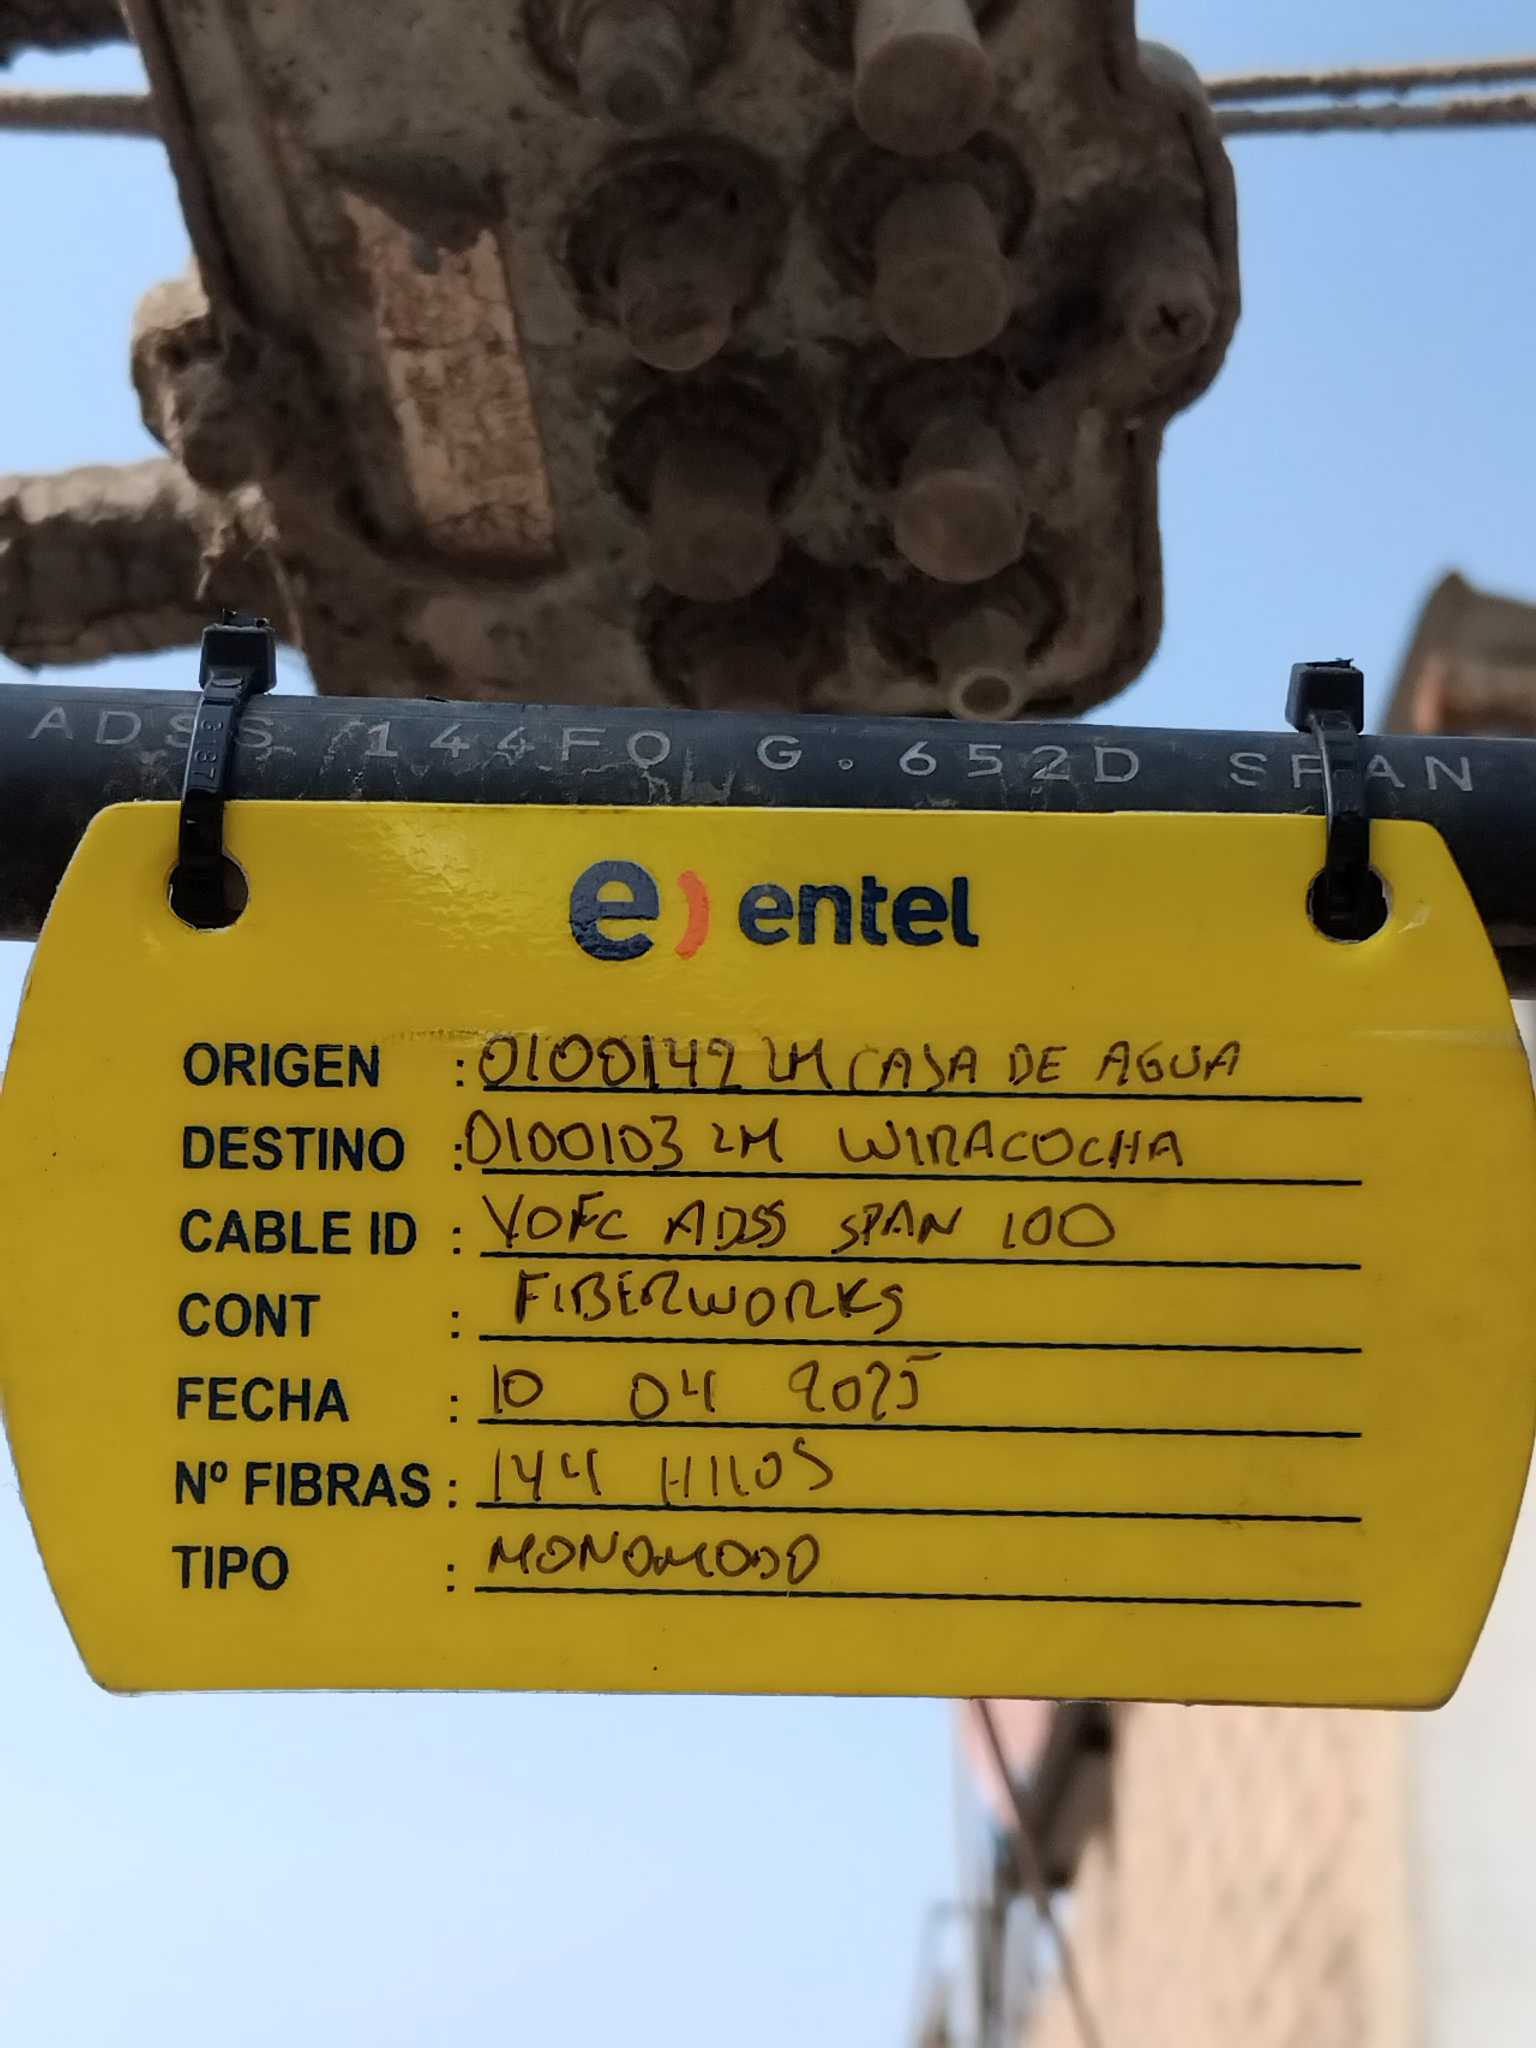 ADSS 144FO G.652D SPAN
e) entel
ORIGEN : 0100142 LM CASA DE AGUA
DESTINO : 0100103 LM WIRACOCHA
CABLE ID : YOFC ADSS SPAN 100
CONT : FIBERWORKS
FECHA : 10 04 2025
Nº FIBRAS : 144 HILOS
TIPO : MONOMODO